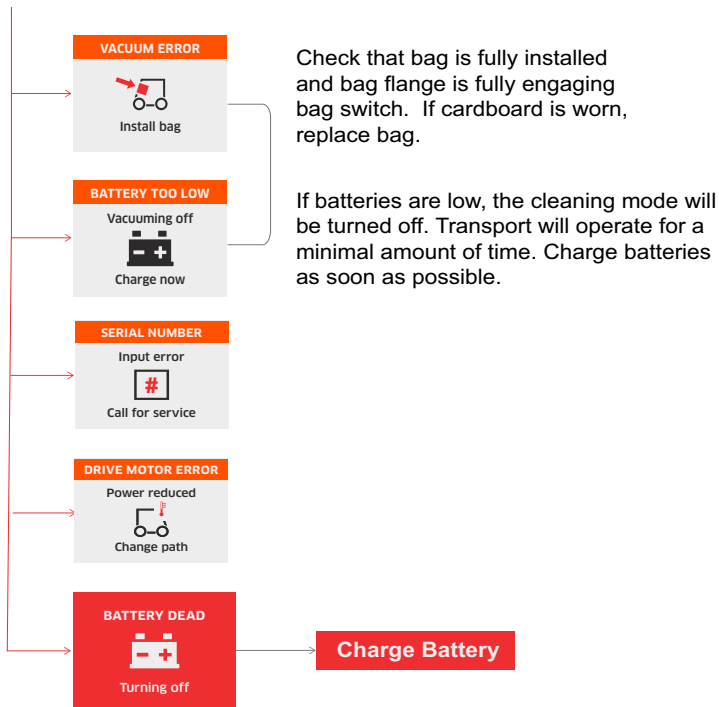 VACUUM ERROR
Install bag
Check that bag is fully installed
and bag flange is fully engaging
bag switch.  If cardboard is worn,
replace bag.
BATTERY TOO LOW
Vacuuming off
Charge now
If batteries are low, the cleaning mode will
be turned off. Transport will operate for a
minimal amount of time. Charge batteries
as soon as possible.
SERIAL NUMBER
Input error
#
Call for service
DRIVE MOTOR ERROR
Power reduced
Change path
BATTERY DEAD
Turning off
Charge Battery